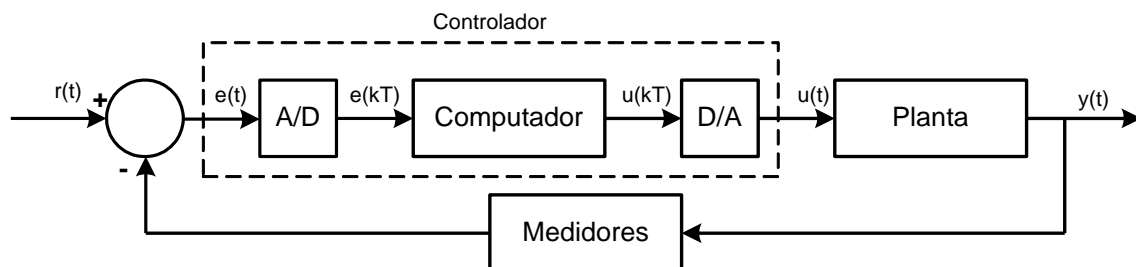 Controlador
r(t)
+
-
e(t)
A/D
e(kT)
Computador
u(kT)
D/A
u(t)
Planta
y(t)
Medidores